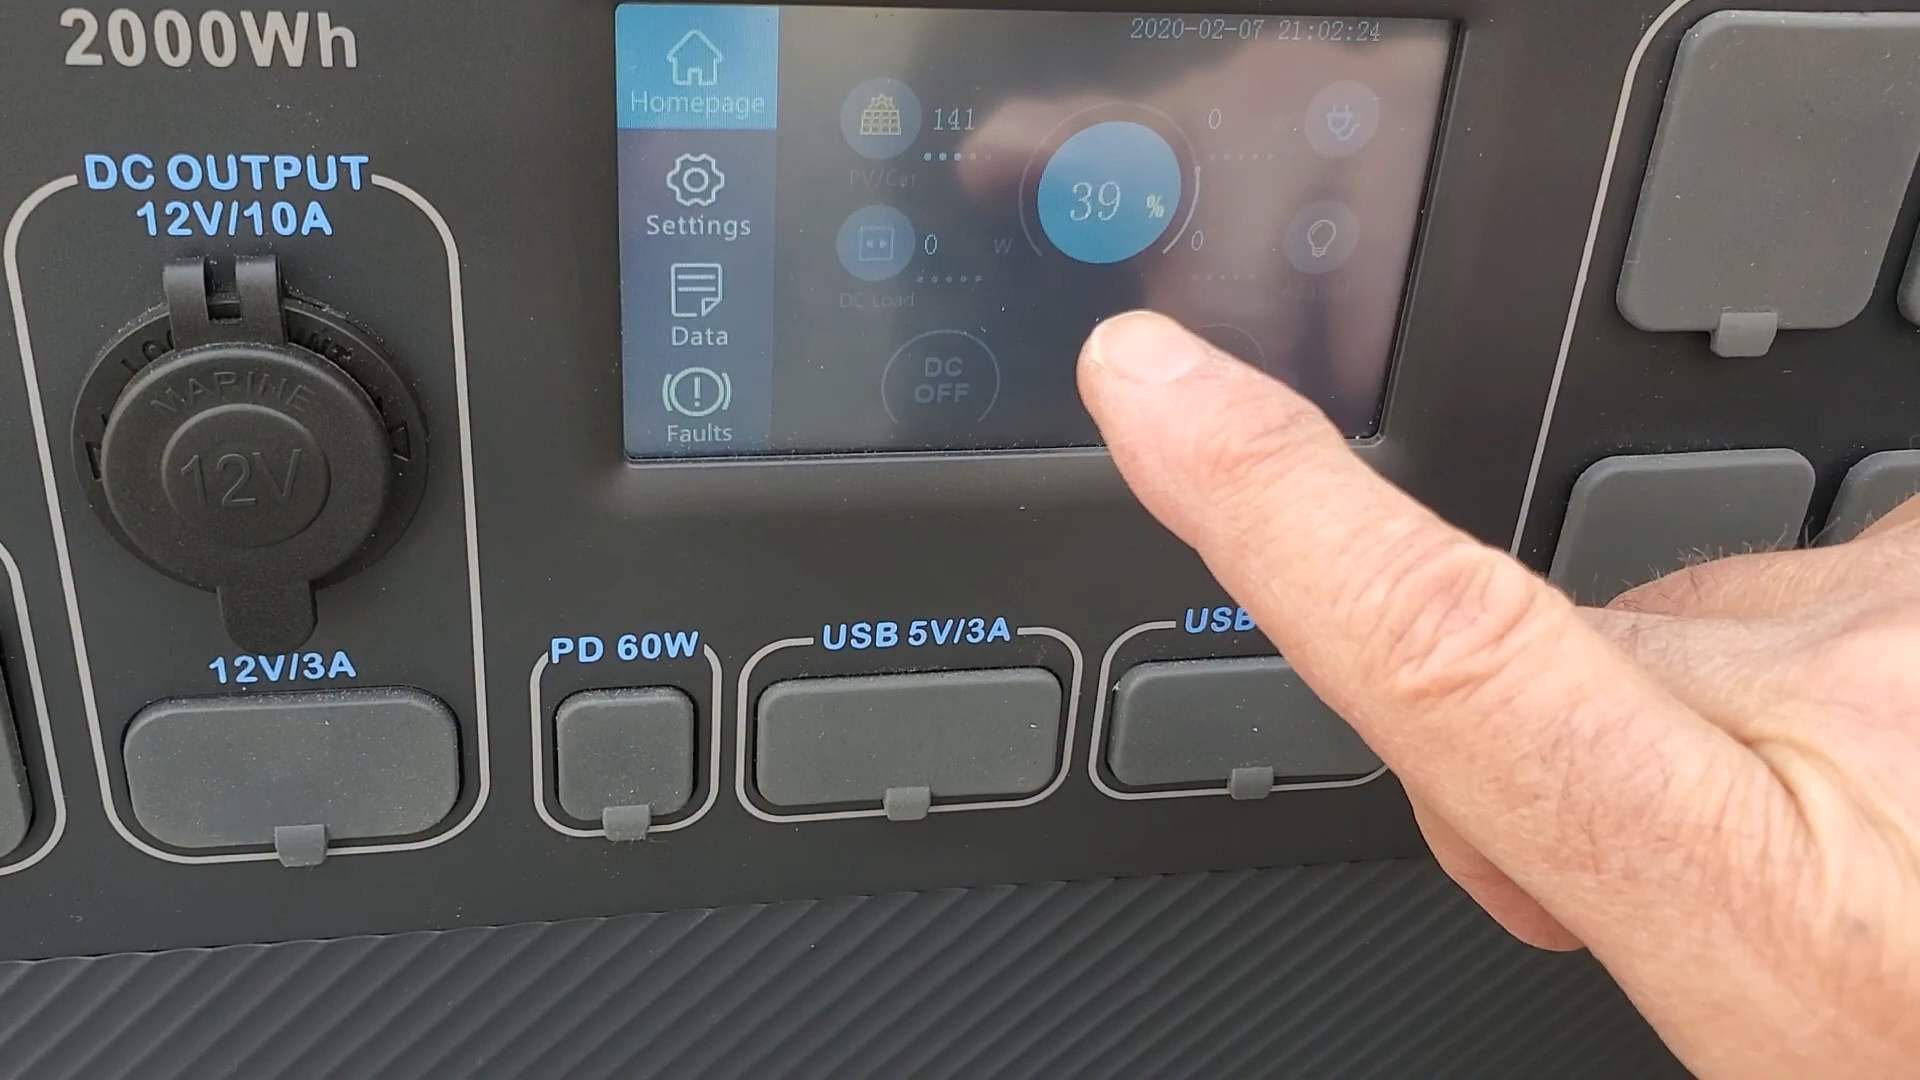 2000Wh
2020-02-07 21:02:24
Homepage
141
0
PV/Car
39 %
DC OUTPUT
12V/10A
Settings
0 W
0
DC Load
MARINE
12V
Data
DC
OFF
Faults
PD 60W
USB 5V/3A
USB
12V/3A